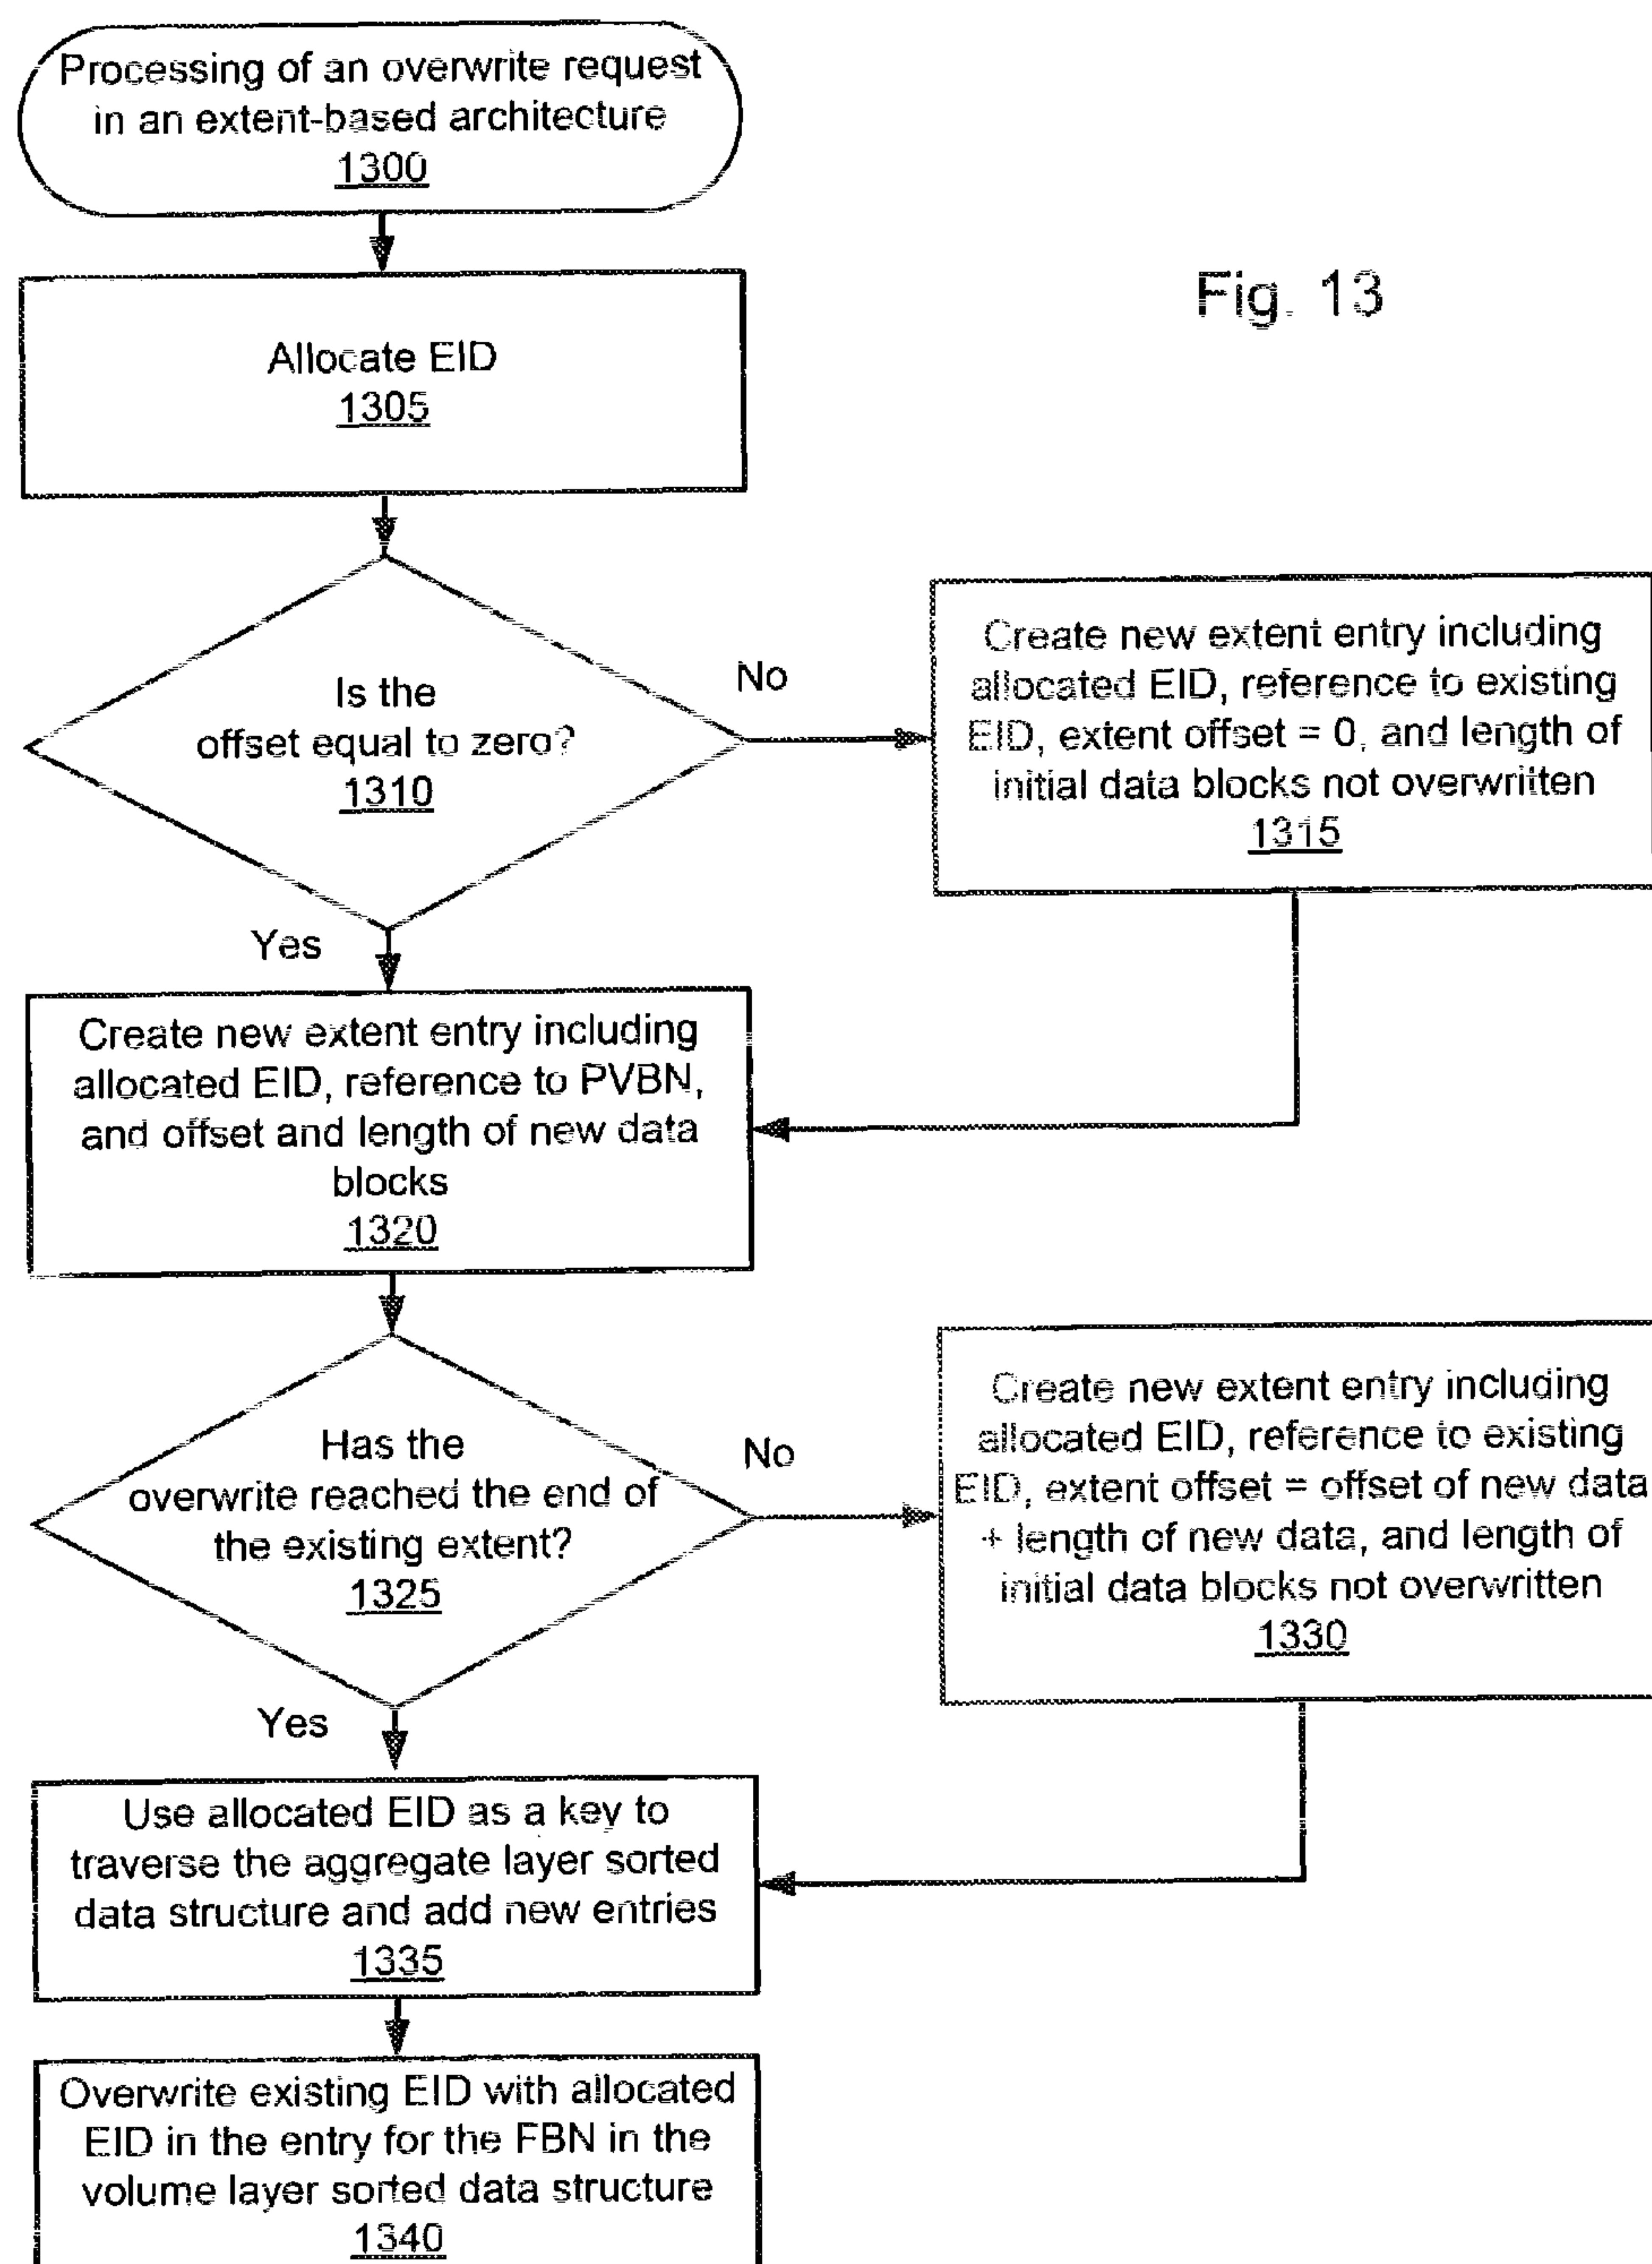 Processing of an overwrite request
in an extent-based architecture
1300
Fig. 13
Allocate EID
1305
Is the
offset equal to zero?
1310
No
Create new extent entry including
allocated EID, reference to existing
EID, extent offset = 0, and length of
initial data blocks not overwritten
1315
Yes
Create new extent entry including
allocated EID, reference to PVBN,
and offset and length of new data
blocks
1320
Has the
overwrite reached the end of
the existing extent?
1325
No
Create new extent entry including
allocated EID, reference to existing
EID, extent offset = offset of new data
+ length of new data, and length of
initial data blocks not overwritten
1330
Yes
Use allocated EID as a key to
traverse the aggregate layer sorted
data structure and add new entries
1335
Overwrite existing EID with allocated
EID in the entry for the FBN in the
volume layer sorted data structure
1340